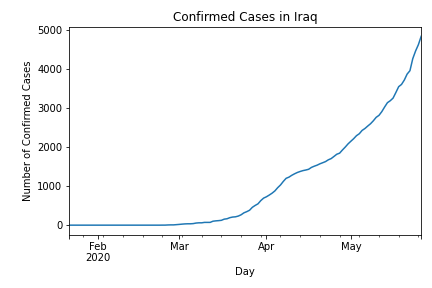 Confirmed Cases in Iraq
Number of Confirmed Cases
5000
4000
3000
2000
1000
0
Feb Mar Apr May
2020
Day